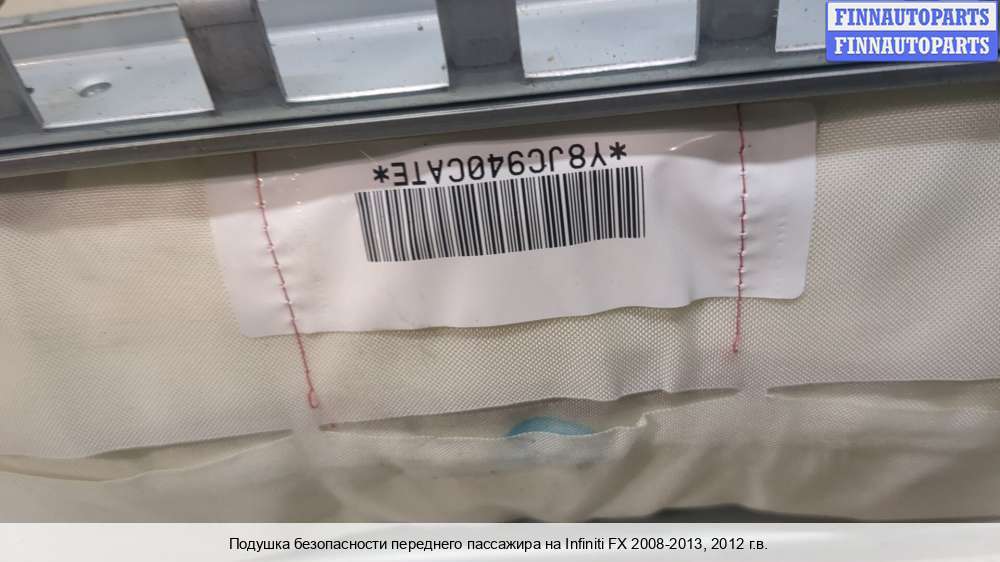 FINNAUTOPARTS
FINNAUTOPARTS
*Y8JC940CATE*
Подушка безопасности переднего пассажира на Infiniti FX 2008-2013, 2012 г.в.